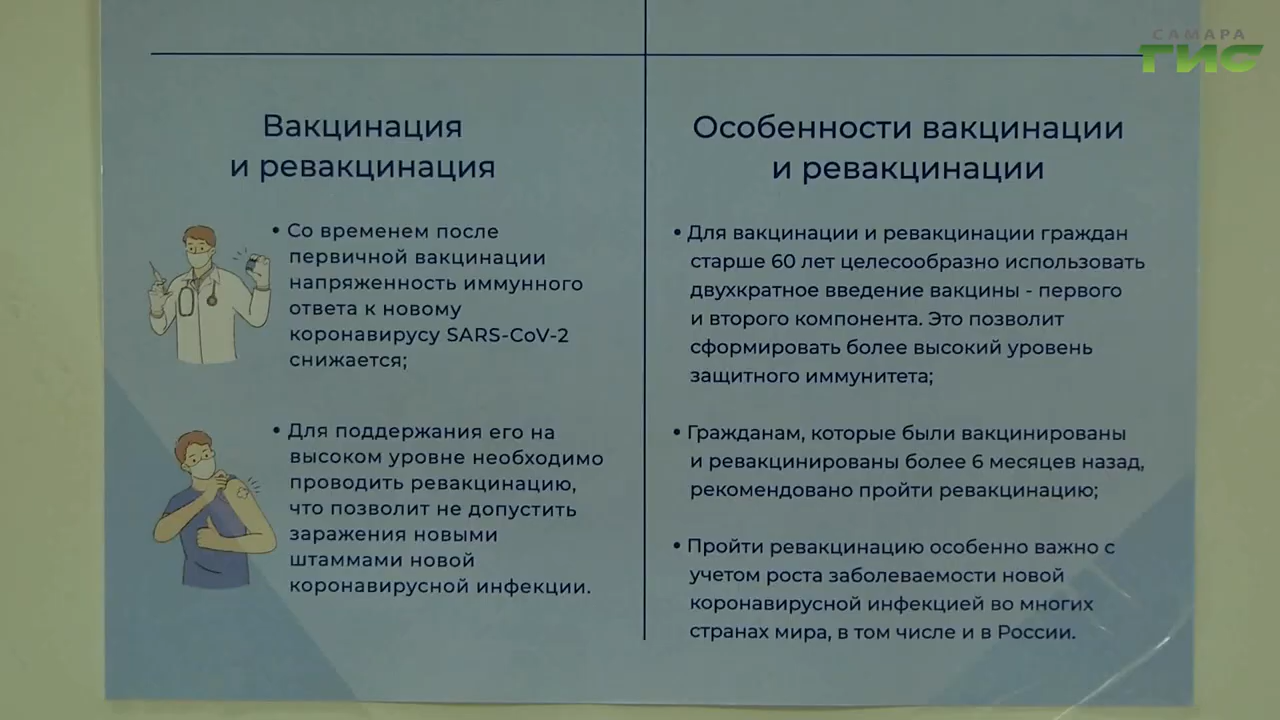 САМАРА
ГИС
Вакцинация
и ревакцинация
• Со временем после
первичной вакцинации
напряженность иммунного
ответа к новому
коронавирусу SARS-CoV-2
снижается;
• Для поддержания его на
высоком уровне необходимо
проводить ревакцинацию,
что позволит не допустить
заражения новыми
штаммами новой
коронавирусной инфекции.
Особенности вакцинации
и ревакцинации
• Для вакцинации и ревакцинации граждан
старше 60 лет целесообразно использовать
двухкратное введение вакцины - первого
и второго компонента. Это позволит
сформировать более высокий уровень
защитного иммунитета;
• Гражданам, которые были вакцинированы
и ревакцинированы более 6 месяцев назад,
рекомендовано пройти ревакцинацию;
• Пройти ревакцинацию особенно важно с
учетом роста заболеваемости новой
коронавирусной инфекцией во многих
странах мира, в том числе и в России.